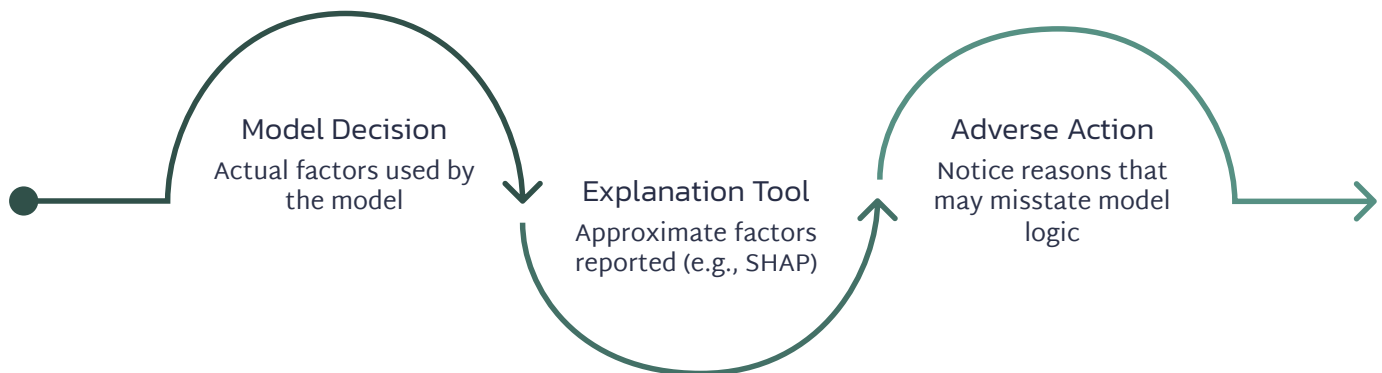 Model Decision
Actual factors used by
the model
Explanation Tool
Approximate factors
reported (e.g., SHAP)
Adverse Action
Notice reasons that
may misstate model
logic